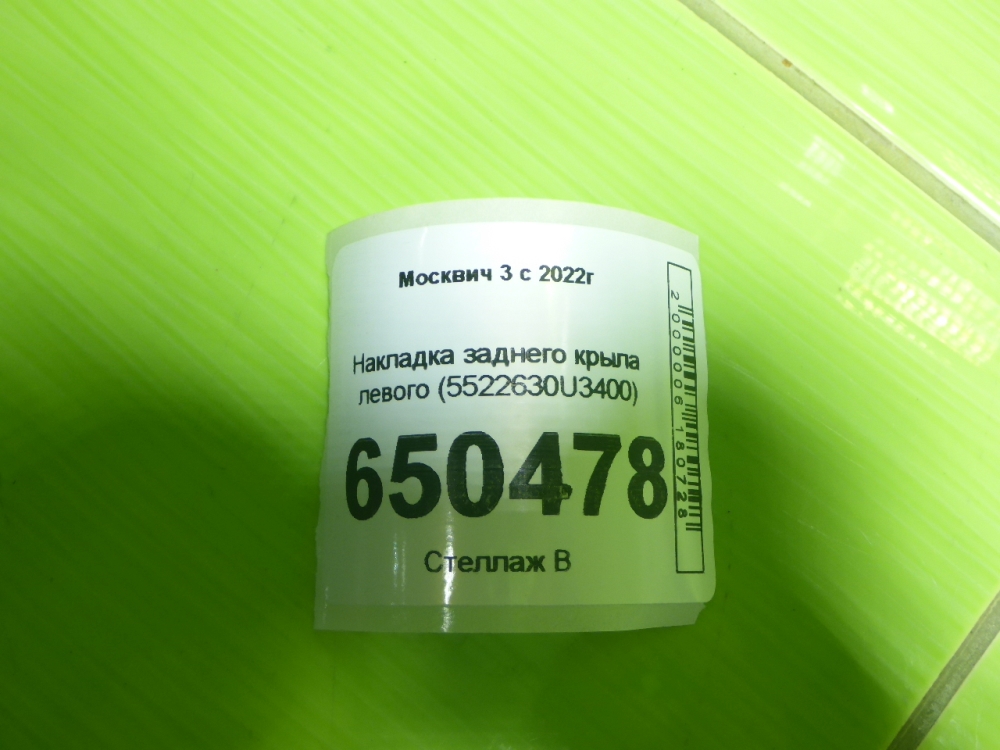 Москвич 3 с 2022г
Накладка заднего крыла
левого (5522630U3400)
650478
Стеллаж В
2000006180728